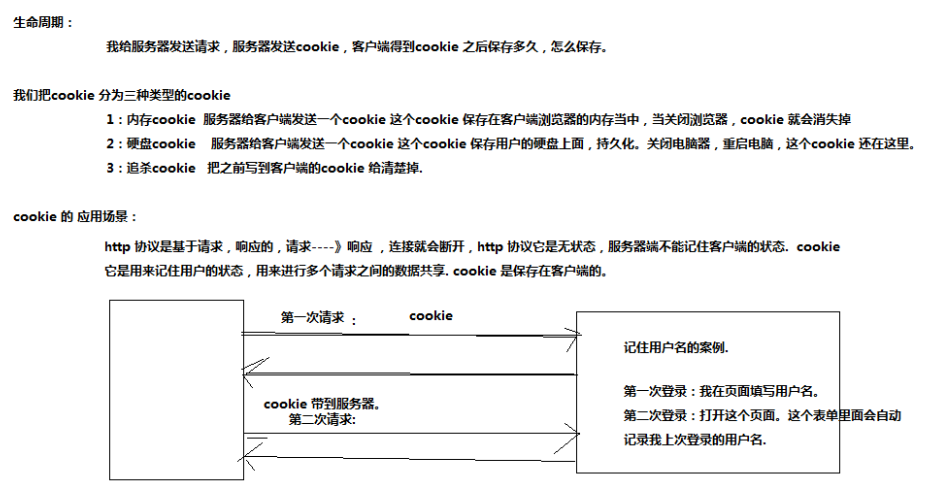 生命周期：
我给服务器发送请求，服务器发送cookie，客户端得到cookie 之后保存多久，怎么保存。
我们把cookie 分为三种类型的cookie
1：内存cookie 服务器给客户端发送一个cookie 这个cookie 保存在客户端浏览器的内存当中，当关闭浏览器，cookie 就会消失掉
2：硬盘cookie 服务器给客户端发送一个cookie 这个cookie 保存用户的硬盘上面，持久化。关闭电脑器，重启电脑，这个cookie 还在这里。
3：追杀cookie 把之前写到客户端的cookie 给清楚掉.
cookie 的 应用场景：
http 协议是基于请求，响应的，请求----》响应 ，连接就会断开，http 协议它是无状态，服务器端不能记住客户端的状态. cookie
它是用来记住用户的状态，用来进行多个请求之间的数据共享. cookie 是保存在客户端的。
第一次请求 ： cookie
记住用户名的案例.
第一次登录：我在页面填写用户名。
cookie 带到服务器。
第二次请求:
第二次登录：打开这个页面。这个表单里面会自动
记录我上次登录的用户名.